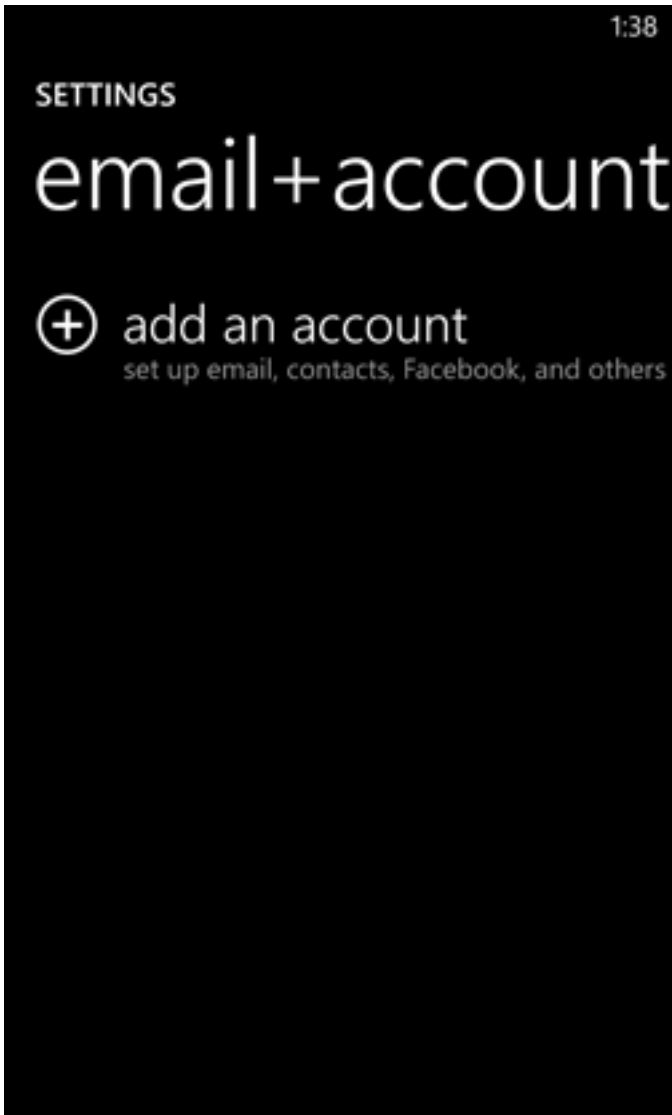 1:38
SETTINGS
email+account
add an account
set up email, contacts, Facebook, and others